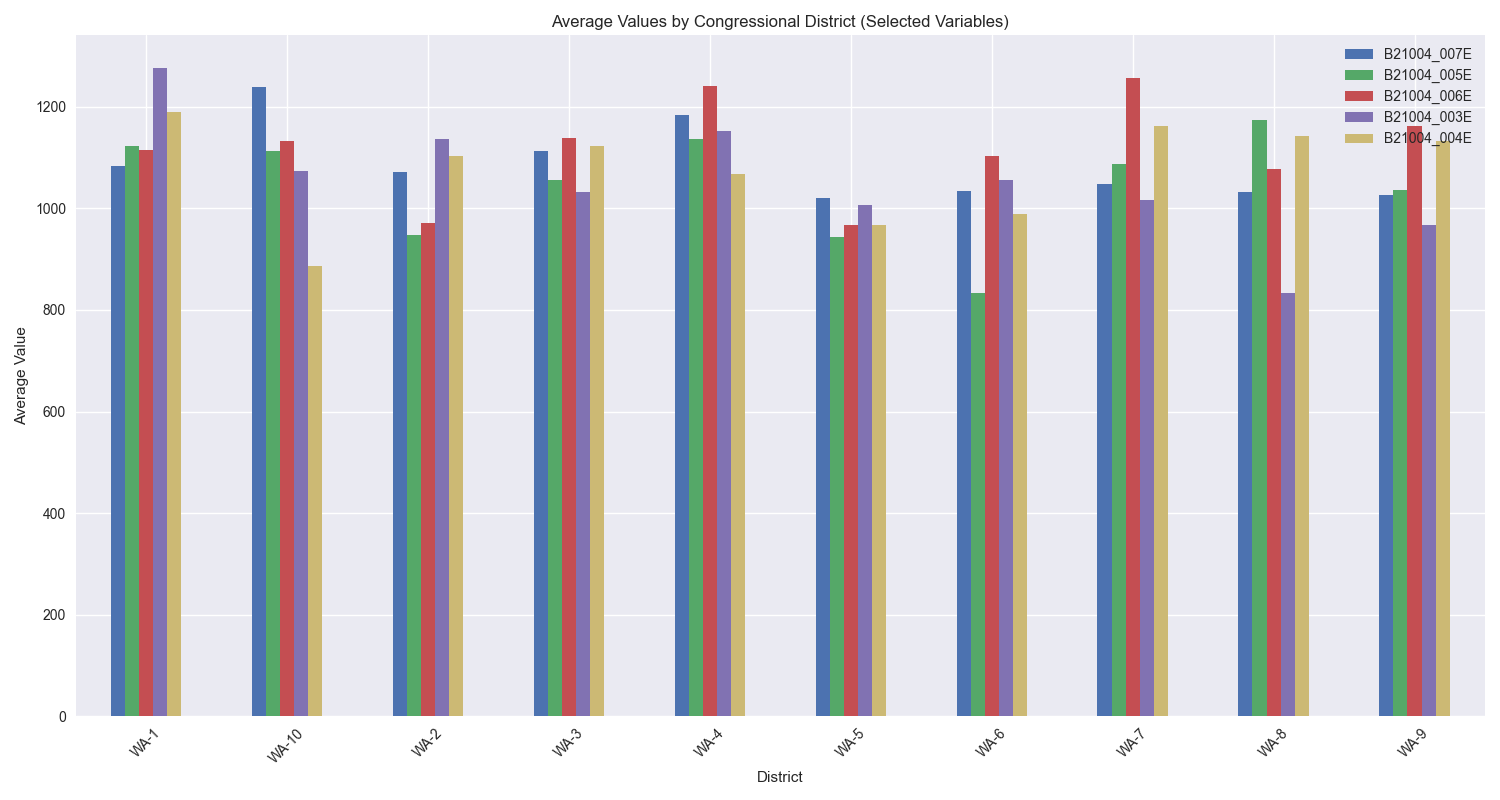 Average Values by Congressional District (Selected Variables)
B21004_007E
B21004_005E
B21004_006E
B21004_003E
B21004_004E
Average Value
1200
1000
800
600
400
200
0
WA-1
WA-10
WA-2
WA-3
WA-4
WA-5
WA-6
WA-7
WA-8
WA-9
District